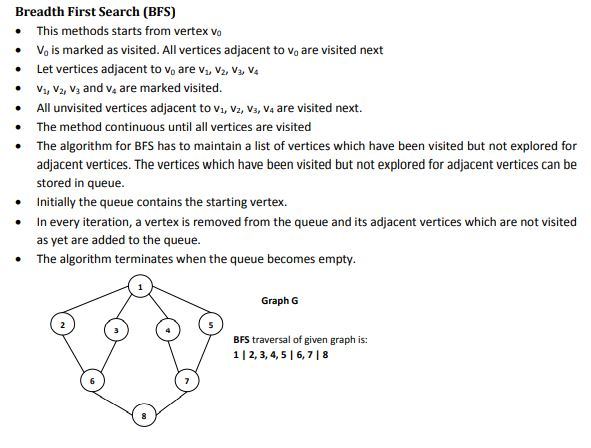 Breadth First Search (BFS)
• This methods starts from vertex v₀
• V₀ is marked as visited. All vertices adjacent to v₀ are visited next
• Let vertices adjacent to v₀ are v₁, v₂, v₃, v₄
• v₁, v₂, v₃ and v₄ are marked visited.
• All unvisited vertices adjacent to v₁, v₂, v₃, v₄ are visited next.
• The method continuous until all vertices are visited
• The algorithm for BFS has to maintain a list of vertices which have been visited but not explored for
adjacent vertices. The vertices which have been visited but not explored for adjacent vertices can be
stored in queue.
• Initially the queue contains the starting vertex.
• In every iteration, a vertex is removed from the queue and its adjacent vertices which are not visited
as yet are added to the queue.
• The algorithm terminates when the queue becomes empty.
1
Graph G
2
3
4
5
BFS traversal of given graph is:
1 | 2, 3, 4, 5 | 6, 7 | 8
6
7
8